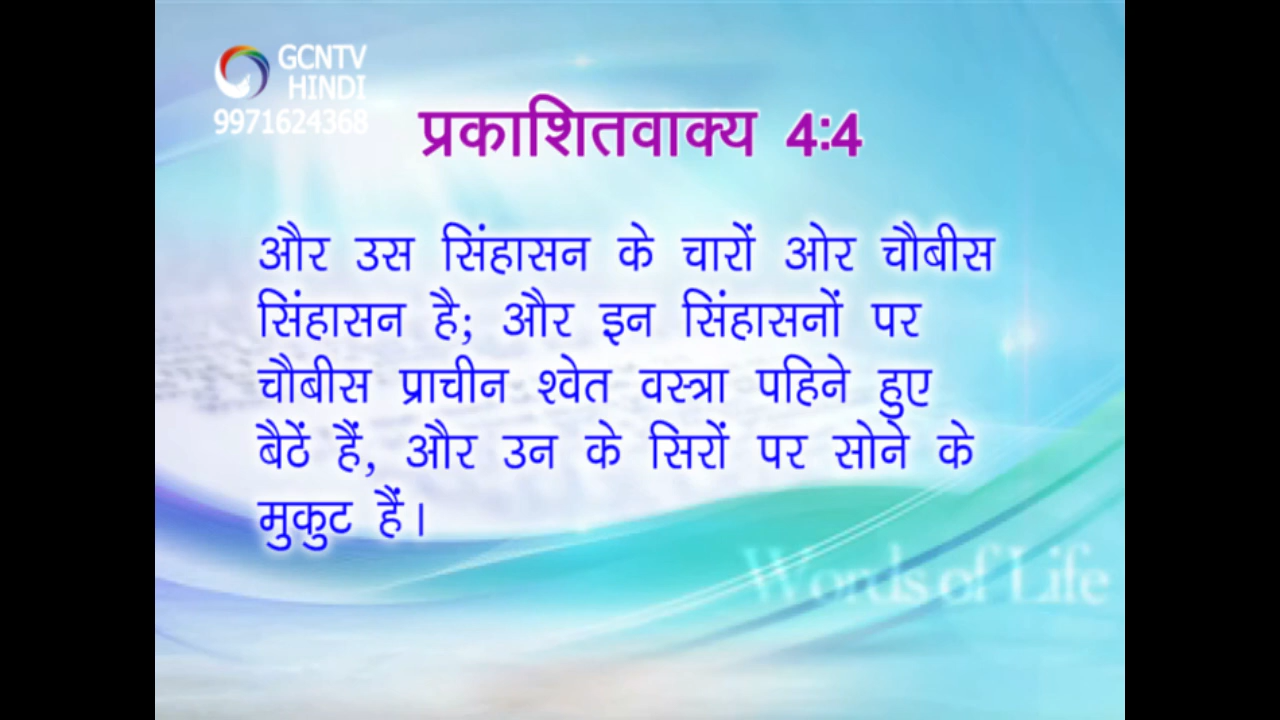 GCNTV
HINDI
9971624368
प्रकाशितवाक्य 4:4
और उस सिंहासन के चारों ओर चौबीस
सिंहासन है; और इन सिंहासनों पर
चौबीस प्राचीन श्वेत वस्त्रा पहिने हुए
बैठें हैं, और उन के सिरों पर सोने के
मुकुट हैं।
Words of Life